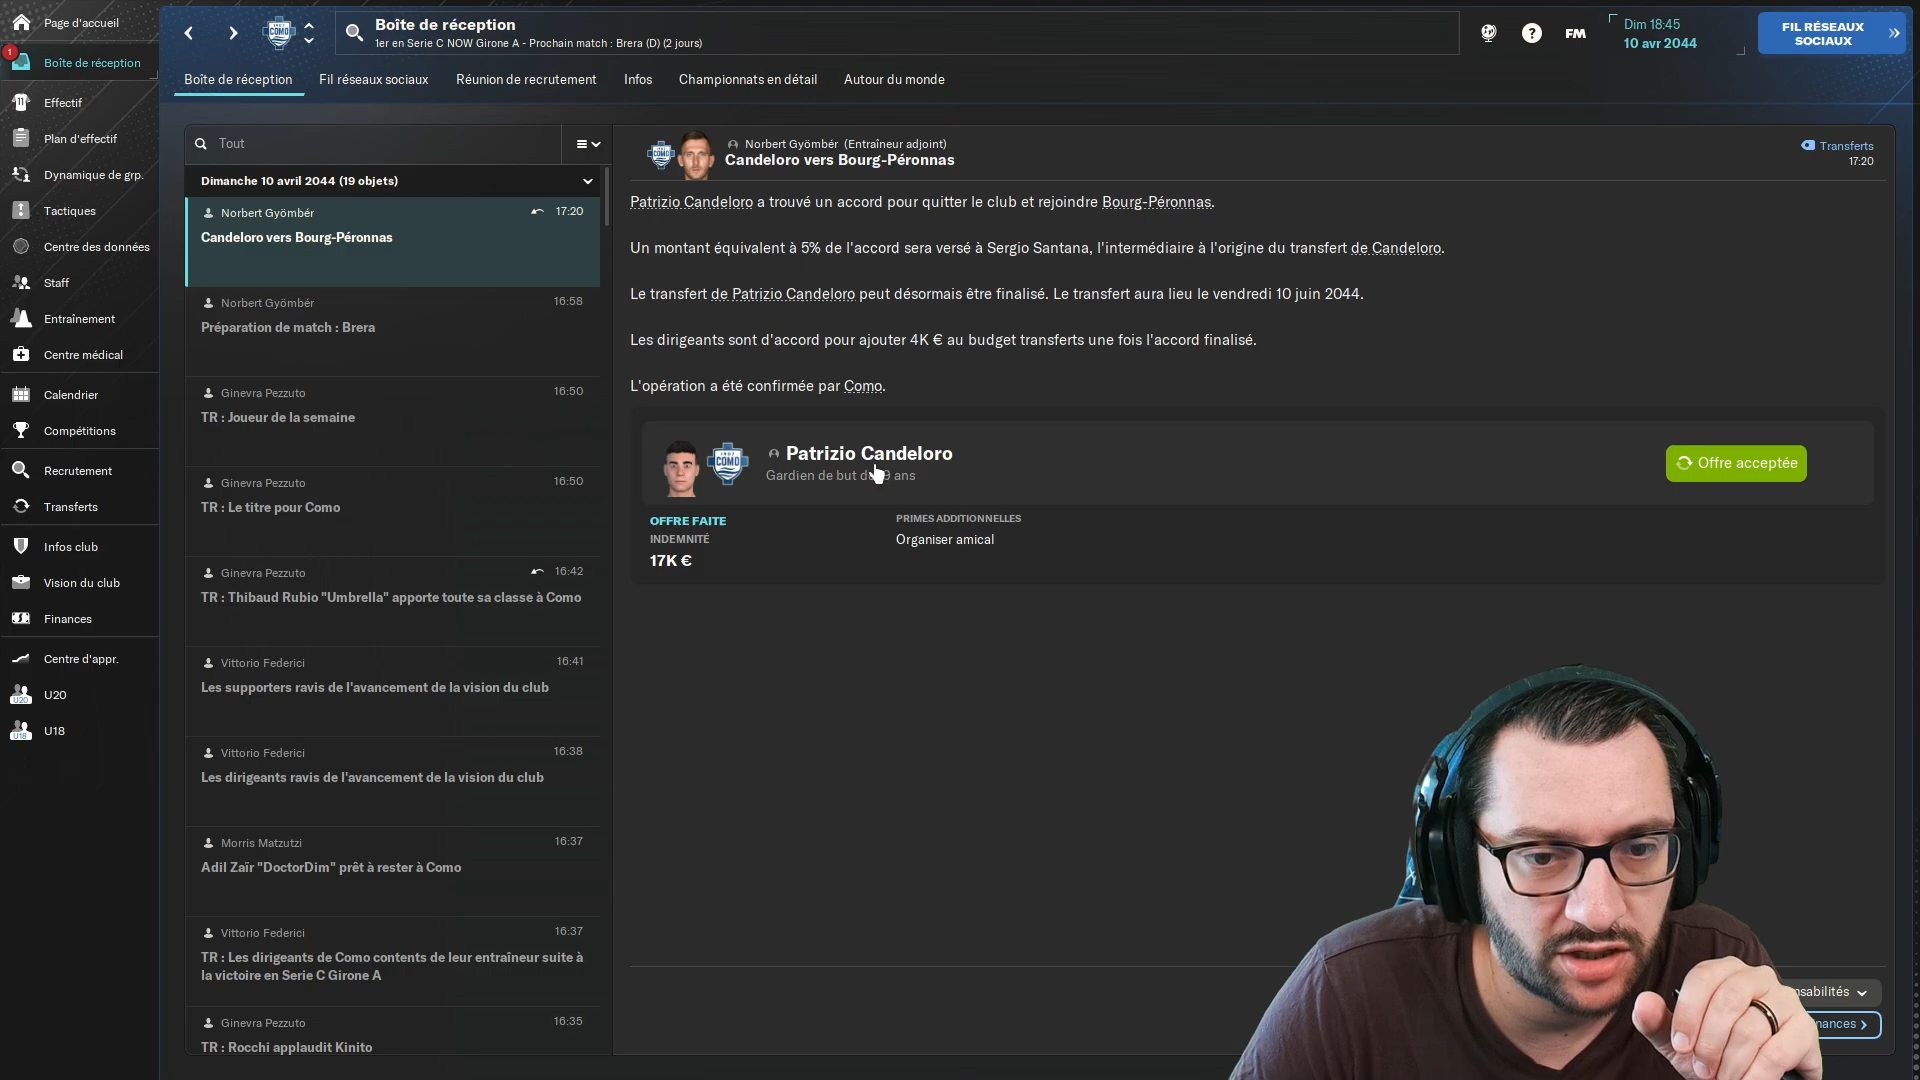 Page d'accueil
1
Boîte de réception
Effectif
Plan d'effectif
Dynamique de grp.
Tactiques
Centre des données
Staff
Entraînement
Centre médical
Calendrier
Compétitions
Recrutement
Transferts
Infos club
Vision du club
Finances
Centre d'appr.
U20
U18
Boîte de réception
1er en Serie C NOW Girone A - Prochain match : Brera (D) (2 jours)
FM
Dim 18:45
10 avr 2044
FIL RÉSEAUX
SOCIAUX
Boîte de réception
Fil réseaux sociaux
Réunion de recrutement
Infos
Championnats en détail
Autour du monde
Tout
Dimanche 10 avril 2044 (19 objets)
Norbert Gyömbér 17:20
Candeloro vers Bourg-Péronnas
Norbert Gyömbér 16:58
Préparation de match : Brera
Ginevra Pezzuto 16:50
TR : Joueur de la semaine
Ginevra Pezzuto 16:50
TR : Le titre pour Como
Ginevra Pezzuto 16:42
TR : Thibaud Rubio "Umbrella" apporte toute sa classe à Como
Vittorio Federici 16:41
Les supporters ravis de l'avancement de la vision du club
Vittorio Federici 16:38
Les dirigeants ravis de l'avancement de la vision du club
Morris Matzutzi 16:37
Adil Zaïr "DoctorDim" prêt à rester à Como
Vittorio Federici 16:37
TR : Les dirigeants de Como contents de leur entraîneur suite à
la victoire en Serie C Girone A
Ginevra Pezzuto 16:35
TR : Rocchi applaudit Kinito
Norbert Gyömbér (Entraîneur adjoint)
Candeloro vers Bourg-Péronnas
Transferts
17:20
Patrizio Candeloro a trouvé un accord pour quitter le club et rejoindre Bourg-Péronnas.
Un montant équivalent à 5% de l'accord sera versé à Sergio Santana, l'intermédiaire à l'origine du transfert de Candeloro.
Le transfert de Patrizio Candeloro peut désormais être finalisé. Le transfert aura lieu le vendredi 10 juin 2044.
Les dirigeants sont d'accord pour ajouter 4K € au budget transferts une fois l'accord finalisé.
L'opération a été confirmée par Como.
COMO
Patrizio Candeloro
Gardien de but ans
Offre acceptée
OFFRE FAITE
INDEMNITÉ
17K €
PRIMES ADDITIONNELLES
Organiser amical